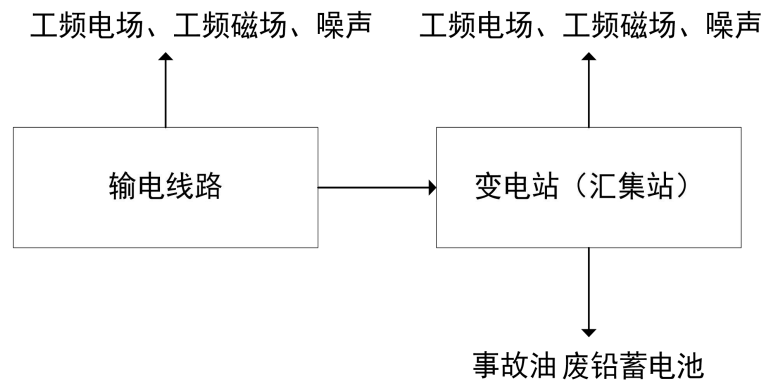 工频电场、工频磁场、噪声
工频电场、工频磁场、噪声
输电线路
变电站（汇集站）
事故油 废铅蓄电池